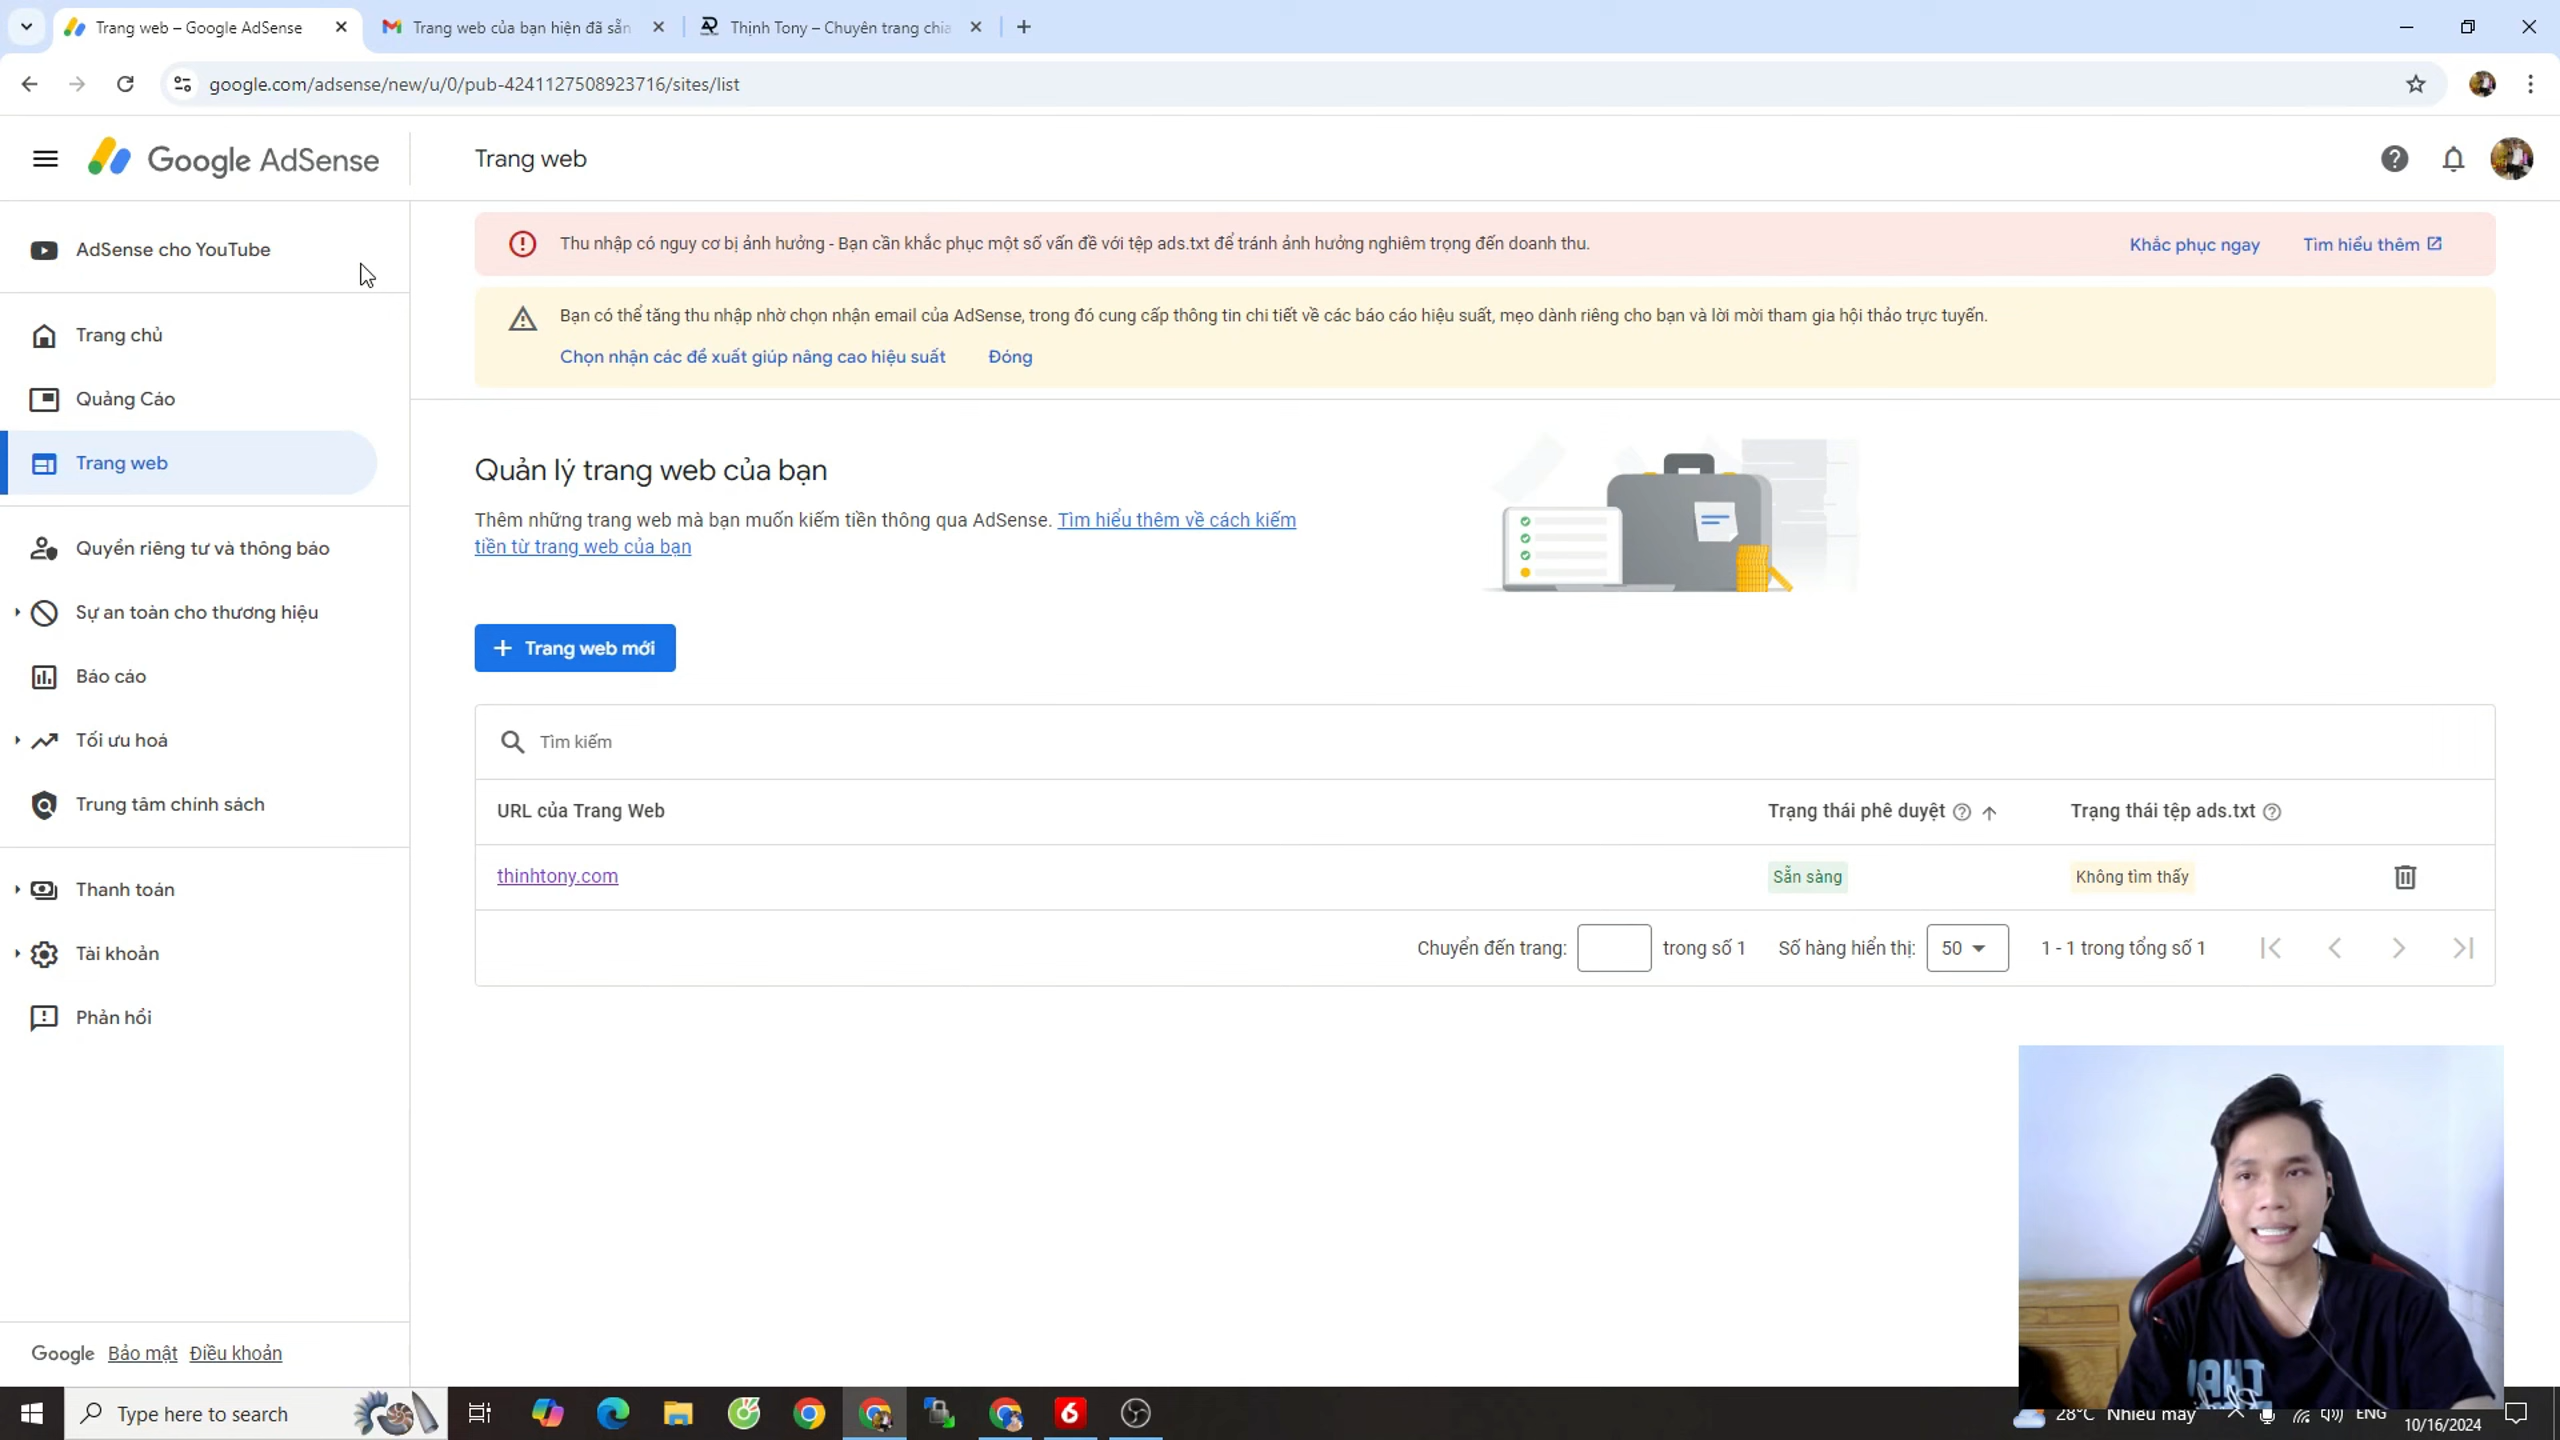 Trang web – Google AdSense
Trang web của bạn hiện đã sẵn
Thịnh Tony – Chuyên trang chia
google.com/adsense/new/u/0/pub-4241127508923716/sites/list
Google AdSense
Trang web
AdSense cho YouTube
Trang chủ
Quảng Cáo
Trang web
Quyền riêng tư và thông báo
Sự an toàn cho thương hiệu
Báo cáo
Tối ưu hoá
Trung tâm chính sách
Thanh toán
Tài khoản
Phản hồi
Google Bảo mật Điều khoản
Thu nhập có nguy cơ bị ảnh hưởng - Bạn cần khắc phục một số vấn đề với tệp ads.txt để tránh ảnh hưởng nghiêm trọng đến doanh thu.
Khắc phục ngay Tìm hiểu thêm
Bạn có thể tăng thu nhập nhờ chọn nhận email của AdSense, trong đó cung cấp thông tin chi tiết về các báo cáo hiệu suất, mẹo dành riêng cho bạn và lời mời tham gia hội thảo trực tuyến.
Chọn nhận các đề xuất giúp nâng cao hiệu suất Đóng
Quản lý trang web của bạn
Thêm những trang web mà bạn muốn kiếm tiền thông qua AdSense. Tìm hiểu thêm về cách kiếm
tiền từ trang web của bạn
+ Trang web mới
Tìm kiếm
URL của Trang Web Trạng thái phê duyệt Trạng thái tệp ads.txt
thinhtony.com Sẵn sàng Không tìm thấy
Chuyển đến trang: trong số 1 Số hàng hiển thị: 50 1 - 1 trong tổng số 1
Type here to search
28°C Nhiều mây
ENG
10/16/2024